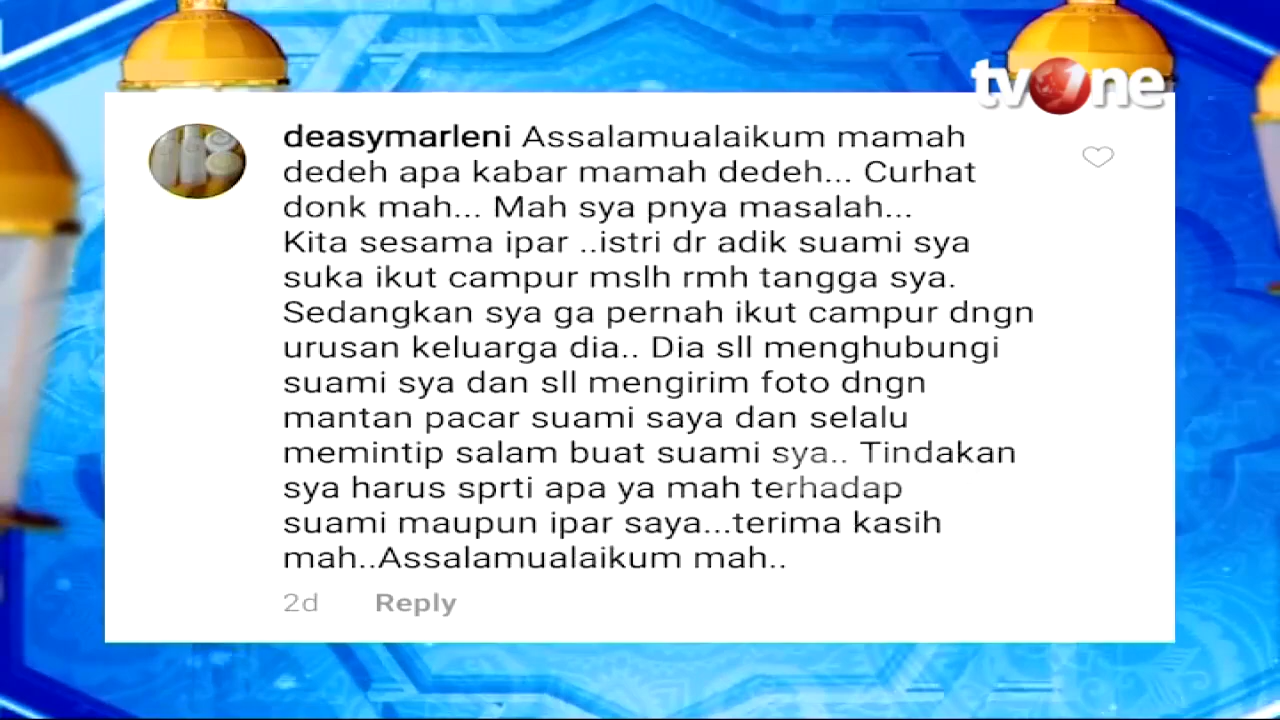 tvOne
deasymarleni Assalamualaikum mamah
dedeh apa kabar mamah dedeh... Curhat
donk mah... Mah sya pnya masalah...
Kita sesama ipar ..istri dr adik suami sya
suka ikut campur mslh rmh tangga sya.
Sedangkan sya ga pernah ikut campur dngn
urusan keluarga dia.. Dia sll menghubungi
suami sya dan sll mengirim foto dngn
mantan pacar suami saya dan selalu
memintip salam buat suami sya.. Tindakan
sya harus sprti apa ya mah terhadap
suami maupun ipar saya...terima kasih
mah..Assalamualaikum mah..
2d Reply